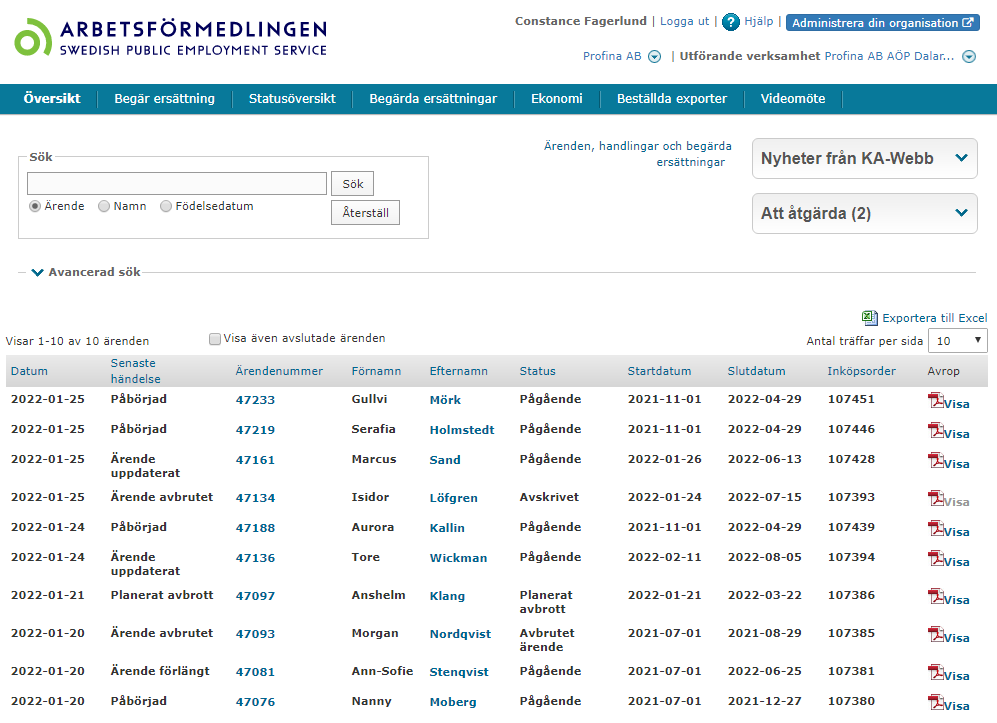 ARBETSFÖRMEDLINGEN
SWEDISH PUBLIC EMPLOYMENT SERVICE
Constance Fagerlund | Logga ut | ? Hjälp | Administrera din organisation
Profina AB | Utförande verksamhet Profina AB AÖP Dalar...
Översikt Begär ersättning Statusöversikt Begärda ersättningar Ekonomi Beställda exporter Videomöte
Sök
Sök
Ärende Namn Födelsedatum
Återställ
Ärenden, handlingar och begärda
ersättningar
Nyheter från KA-Webb
Att åtgärda (2)
Avancerad sök
Exportera till Excel
Visar 1-10 av 10 ärenden Visa även avslutade ärenden Antal träffar per sida 10
Datum Senaste händelse Ärendenummer Förnamn Efternamn Status Startdatum Slutdatum Inköpsorder Avrop
2022-01-25 Påbörjad 47233 Gullvi Mörk Pågående 2021-11-01 2022-04-29 107451 Visa
2022-01-25 Påbörjad 47219 Serafia Holmstedt Pågående 2021-11-01 2022-04-29 107446 Visa
2022-01-25 Ärende uppdaterat 47161 Marcus Sand Pågående 2022-01-26 2022-06-13 107428 Visa
2022-01-25 Ärende avbrutet 47134 Isidor Löfgren Avskrivet 2022-01-24 2022-07-15 107393 Visa
2022-01-24 Påbörjad 47188 Aurora Kallin Pågående 2021-11-01 2022-04-29 107439 Visa
2022-01-24 Ärende uppdaterat 47136 Tore Wickman Pågående 2022-02-11 2022-08-05 107394 Visa
2022-01-21 Planerat avbrott 47097 Anshelm Klang Planerat avbrott 2022-01-21 2022-03-22 107386 Visa
2022-01-20 Ärende avbrutet 47093 Morgan Nordqvist Avbrutet ärende 2021-07-01 2021-08-29 107385 Visa
2022-01-20 Ärende förlängt 47081 Ann-Sofie Stenqvist Pågående 2021-07-01 2022-06-25 107381 Visa
2022-01-20 Påbörjad 47076 Nanny Moberg Pågående 2021-07-01 2021-12-27 107380 Visa